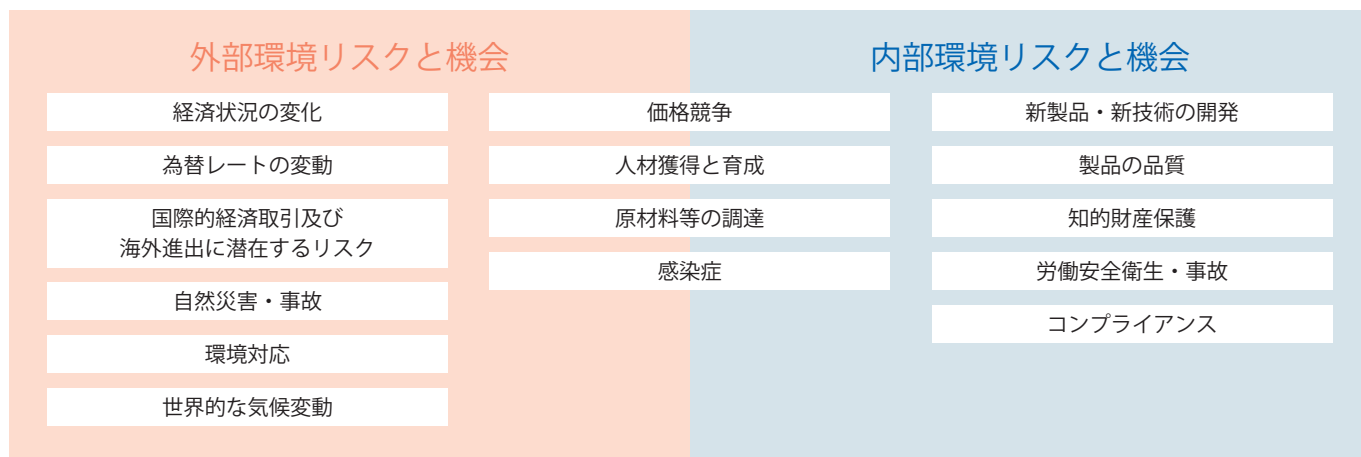 外部環境リスクと機会
内部環境リスクと機会
経済状況の変化
為替レートの変動
国際的経済取引及び
海外進出に潜在するリスク
自然災害・事故
環境対応
世界的な気候変動
価格競争
人材獲得と育成
原材料等の調達
感染症
新製品・新技術の開発
製品の品質
知的財産保護
労働安全衛生・事故
コンプライアンス